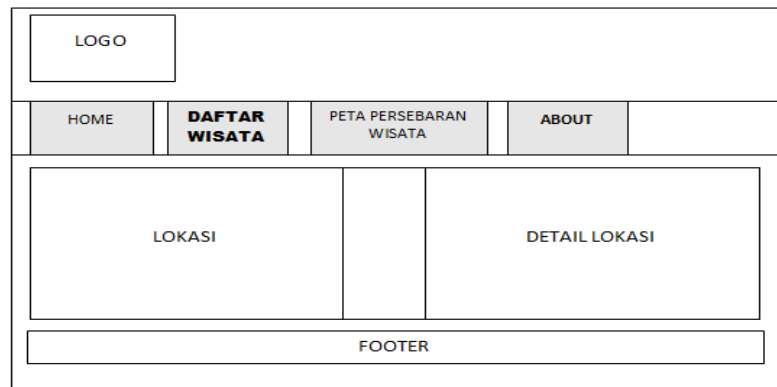 LOGO
HOME
DAFTAR
WISATA
PETA PERSEBARAN
WISATA
ABOUT
LOKASI
DETAIL LOKASI
FOOTER